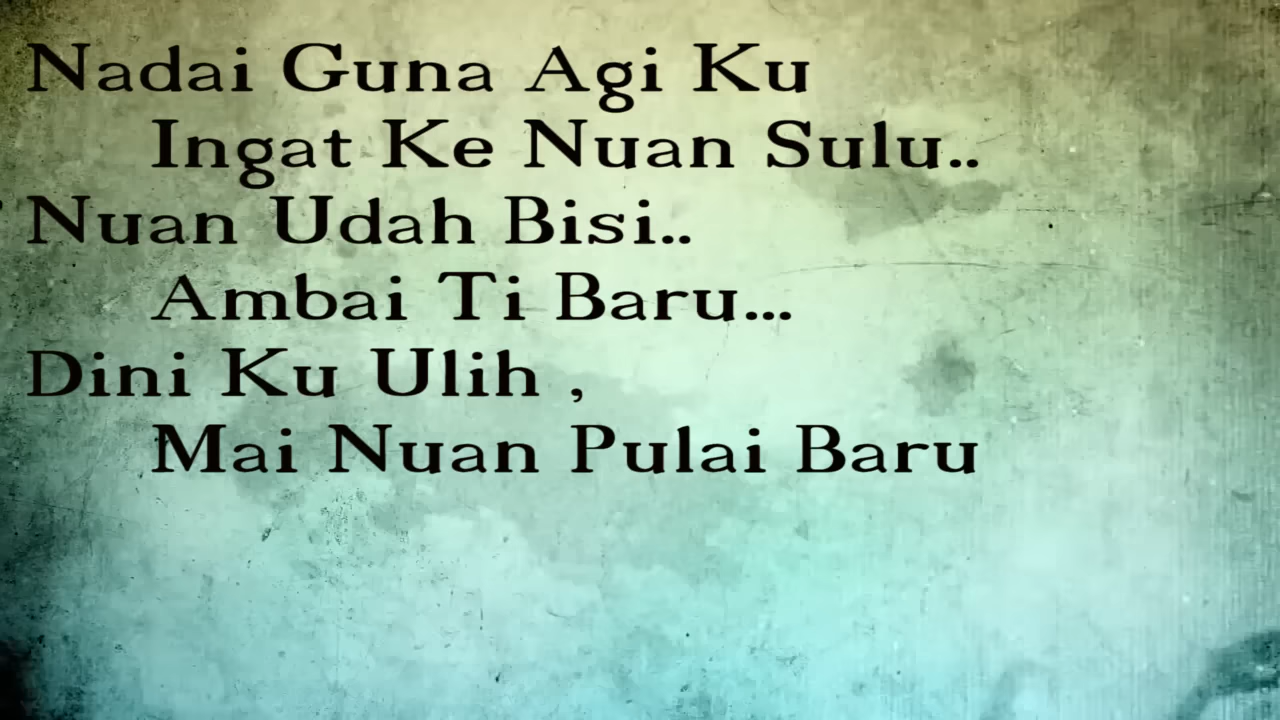 Nadai Guna Agi Ku
Ingat Ke Nuan Sulu..
Nuan Udah Bisi..
Ambai Ti Baru...
Dini Ku Ulih ,
Mai Nuan Pulai Baru